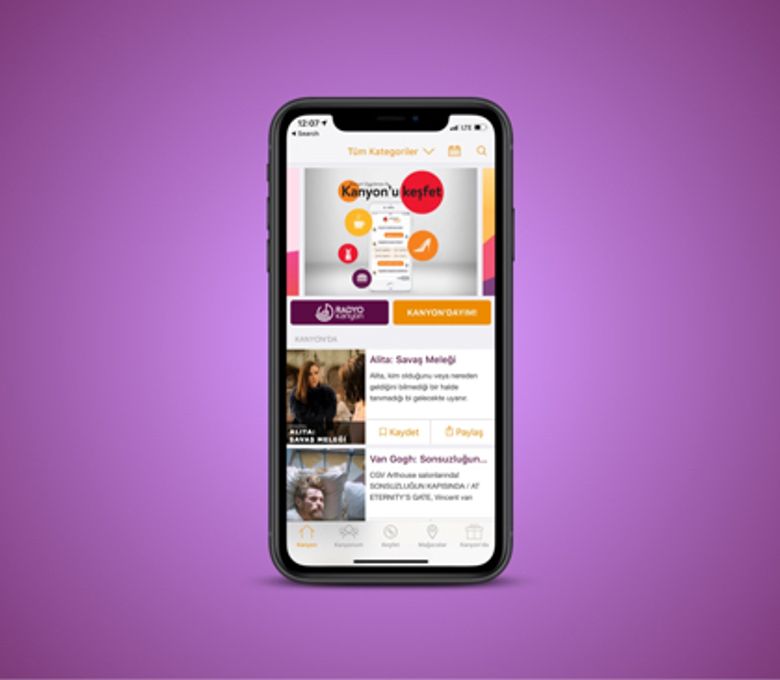 12:07
Search
LTE
Tüm Kategoriler
Kanyon'u keşfet
RADYO
Kanyon
KANYON'DAYIM!
KANYON'DA
Alita: Savaş Meleği
Alita, kim olduğunu veya nereden
geldiğini bilmediği bir halde
tanımadığı bi gelecekte uyanır.
ALITA:
SAVAŞ MELEĞİ
Kaydet
Paylaş
Van Gogh: Sonsuzluğun...
CGV Arthouse salonlarında!
SONSUZLUĞUN KAPISINDA / AT
ETERNITY'S GATE, Vincent van
Kanyon
Kanyonum
Keşfet
Mağazalar
Kanyon'da